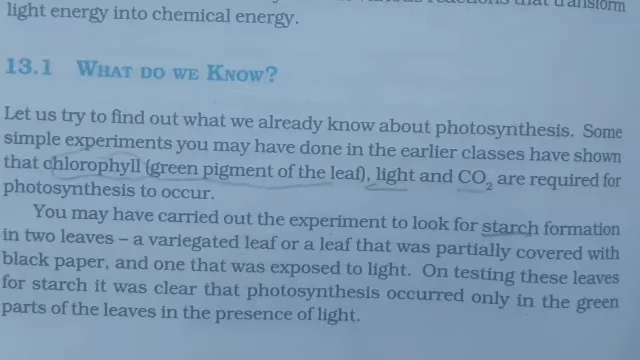 reactions that transform
light energy into chemical energy.
13.1 WHAT DO WE KNOW?
Let us try to find out what we already know about photosynthesis. Some
simple experiments you may have done in the earlier classes have shown
that chlorophyll (green pigment of the leaf), light and CO₂ are required for
photosynthesis to occur.
You may have carried out the experiment to look for starch formation
in two leaves – a variegated leaf or a leaf that was partially covered with
black paper, and one that was exposed to light. On testing these leaves
for starch it was clear that photosynthesis occurred only in the green
parts of the leaves in the presence of light.